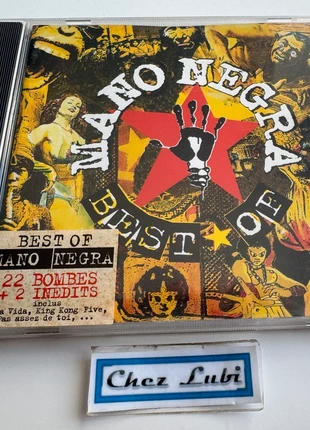 MANO NEGRA
BEST ★ OF
BEST OF
MANO NEGRA
22 BOMBES
+ 2 INEDITS
inclus
a Vida, King Kong Five,
Pas assez de toi, ...
Chez Lubi